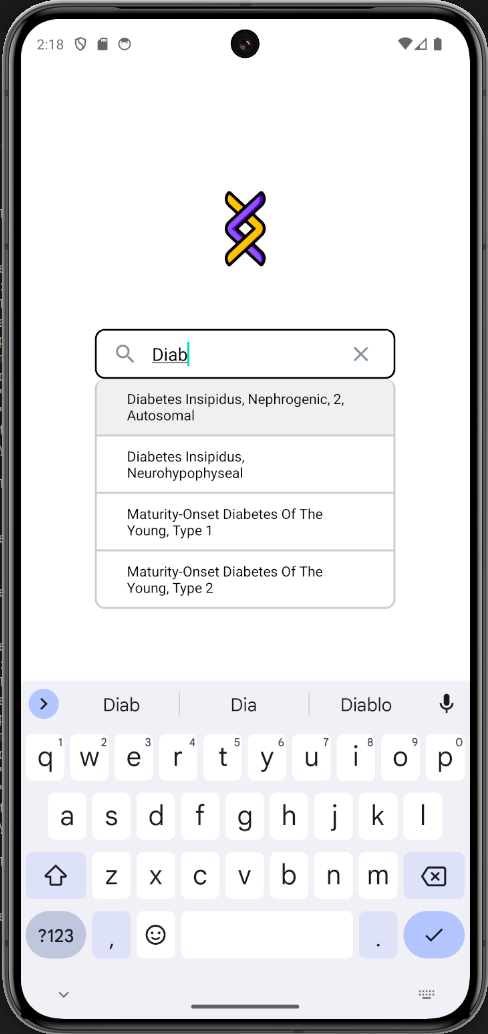 2:18
Diab
Diabetes Insipidus, Nephrogenic, 2,
Autosomal
Diabetes Insipidus,
Neurohypophyseal
Maturity-Onset Diabetes Of The
Young, Type 1
Maturity-Onset Diabetes Of The
Young, Type 2
Diab Dia Diablo
1 2 3 4 5 6 7 8 9 0
q w e r t y u i o p
a s d f g h j k l
z x c v b n m
?123 , .